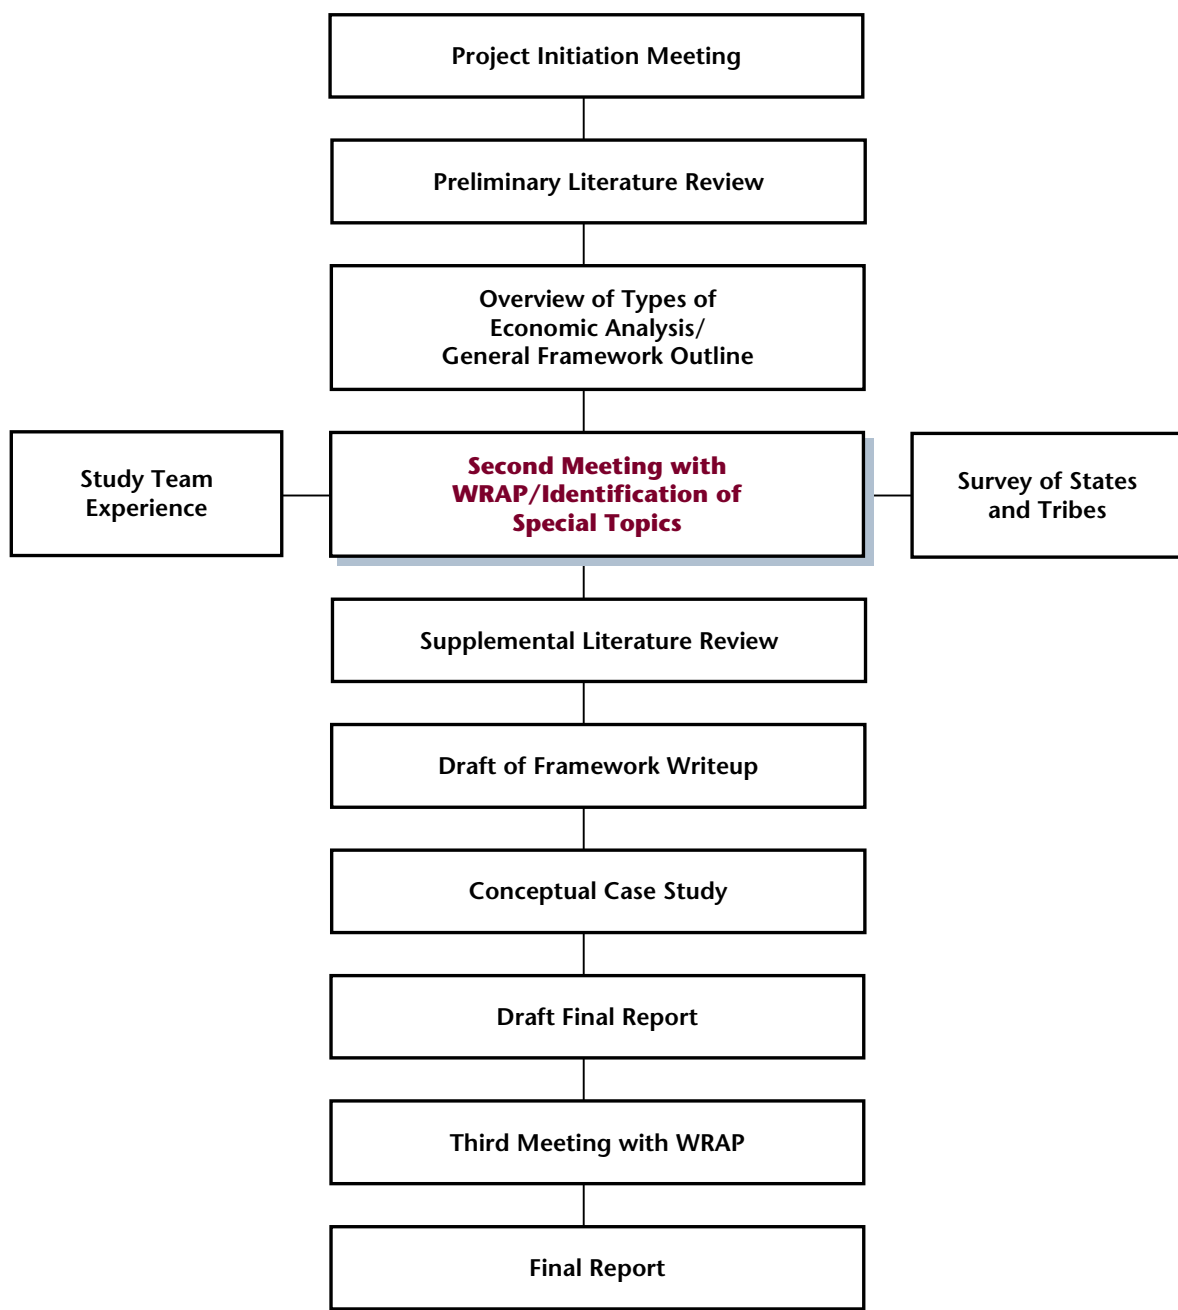 Project Initiation Meeting
Preliminary Literature Review
Overview of Types of
Economic Analysis/
General Framework Outline
Study Team
Experience
Second Meeting with
WRAP/Identification of
Special Topics
Survey of States
and Tribes
Supplemental Literature Review
Draft of Framework Writeup
Conceptual Case Study
Draft Final Report
Third Meeting with WRAP
Final Report